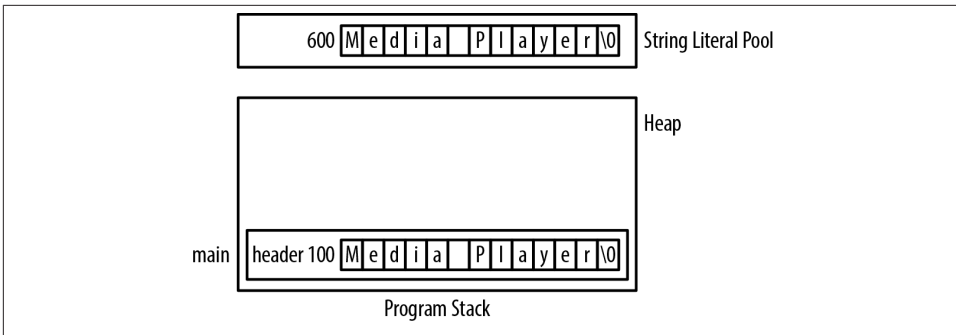 600 M e d i a P l a y e r \0 String Literal Pool
Heap
main header 100 M e d i a P l a y e r \0
Program Stack